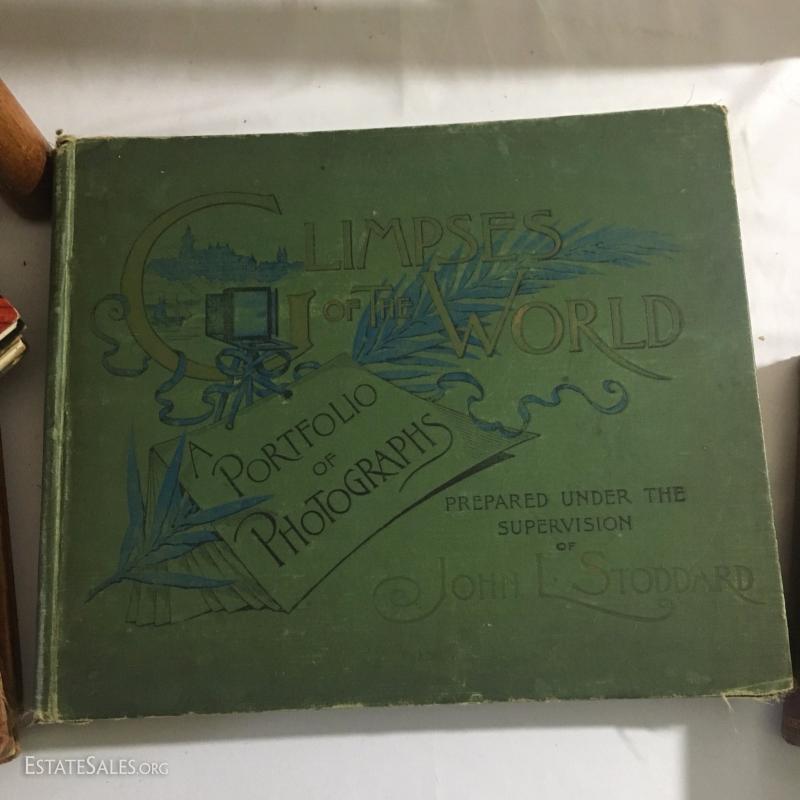 GLIMPSES
OF THE WORLD
A
PORTFOLIO
OF
PHOTOGRAPHS
PREPARED UNDER THE
SUPERVISION
OF
JOHN L. STODDARD
ESTATESALES.ORG